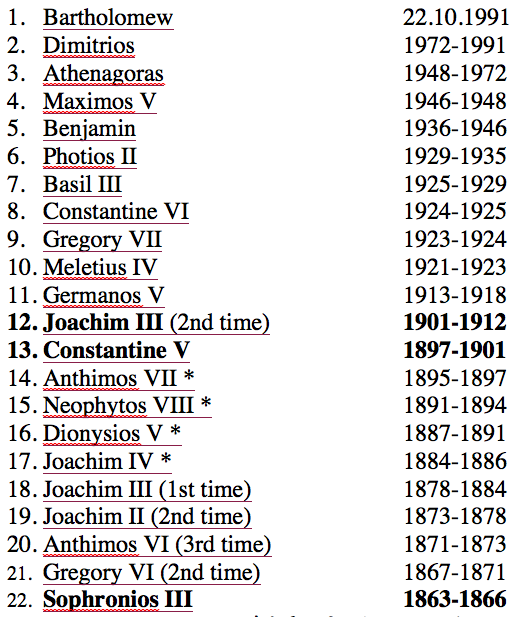 1. Bartholomew 22.10.1991
2. Dimitrios 1972-1991
3. Athenagoras 1948-1972
4. Maximos V 1946-1948
5. Benjamin 1936-1946
6. Photios II 1929-1935
7. Basil III 1925-1929
8. Constantine VI 1924-1925
9. Gregory VII 1923-1924
10. Meletius IV 1921-1923
11. Germanos V 1913-1918
12. Joachim III (2nd time) 1901-1912
13. Constantine V 1897-1901
14. Anthimos VII * 1895-1897
15. Neophytos VIII * 1891-1894
16. Dionysios V * 1887-1891
17. Joachim IV * 1884-1886
18. Joachim III (1st time) 1878-1884
19. Joachim II (2nd time) 1873-1878
20. Anthimos VI (3rd time) 1871-1873
21. Gregory VI (2nd time) 1867-1871
22. Sophronios III 1863-1866